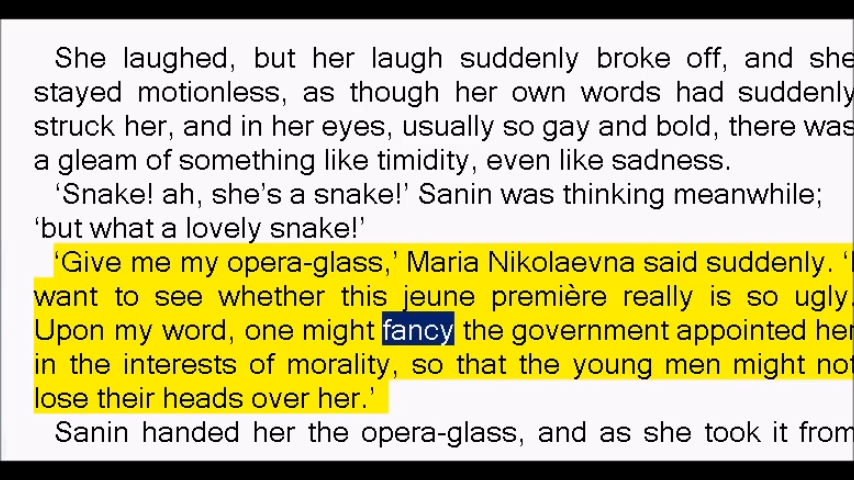 She laughed, but her laugh suddenly broke off, and she
stayed motionless, as though her own words had suddenly
struck her, and in her eyes, usually so gay and bold, there was
a gleam of something like timidity, even like sadness.
‘Snake! ah, she’s a snake!’ Sanin was thinking meanwhile;
‘but what a lovely snake!’
‘Give me my opera-glass,’ Maria Nikolaevna said suddenly. ‘I
want to see whether this jeune première really is so ugly.
Upon my word, one might fancy the government appointed her
in the interests of morality, so that the young men might not
lose their heads over her.’
Sanin handed her the opera-glass, and as she took it from